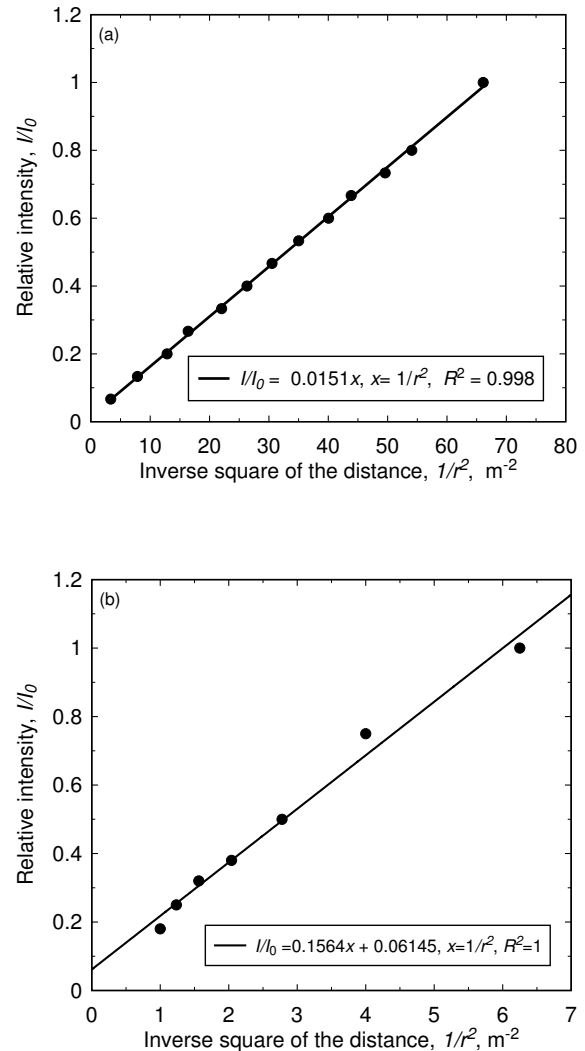 (a)
1.2
1
0.8
0.6
0.4
0.2
0
Relative intensity, I/I₀
I/I₀ = 0.0151x, x= 1/r², R² = 0.998
0 10 20 30 40 50 60 70 80
Inverse square of the distance, 1/r², m⁻²
(b)
1.2
1
0.8
0.6
0.4
0.2
0
Relative intensity, I/I₀
I/I₀ =0.1564x + 0.06145, x=1/r², R²=1
0 1 2 3 4 5 6 7
Inverse square of the distance, 1/r², m⁻²